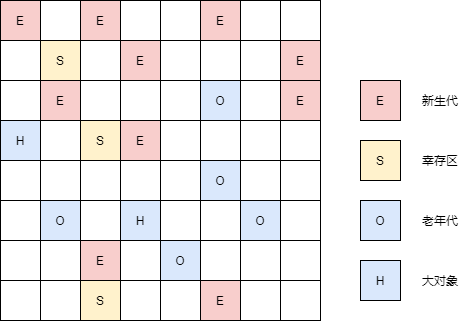 E E E
S E E
E O E
H S E
O
O H O
E O
S E
E 新生代
S 幸存区
O 老年代
H 大对象